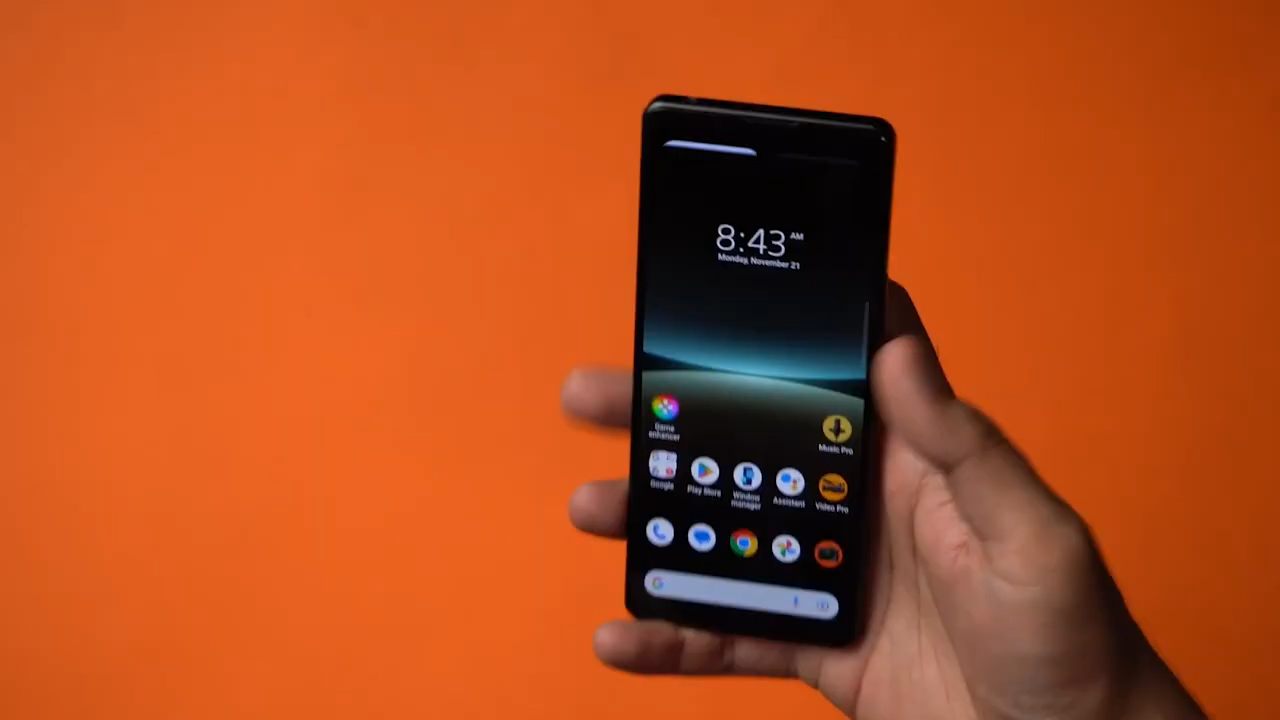 8:43 AM
Monday, November 21
Game
enhancer
Music Pro
Google
Play Store
Window
manager
Assistant
Video Pro
G